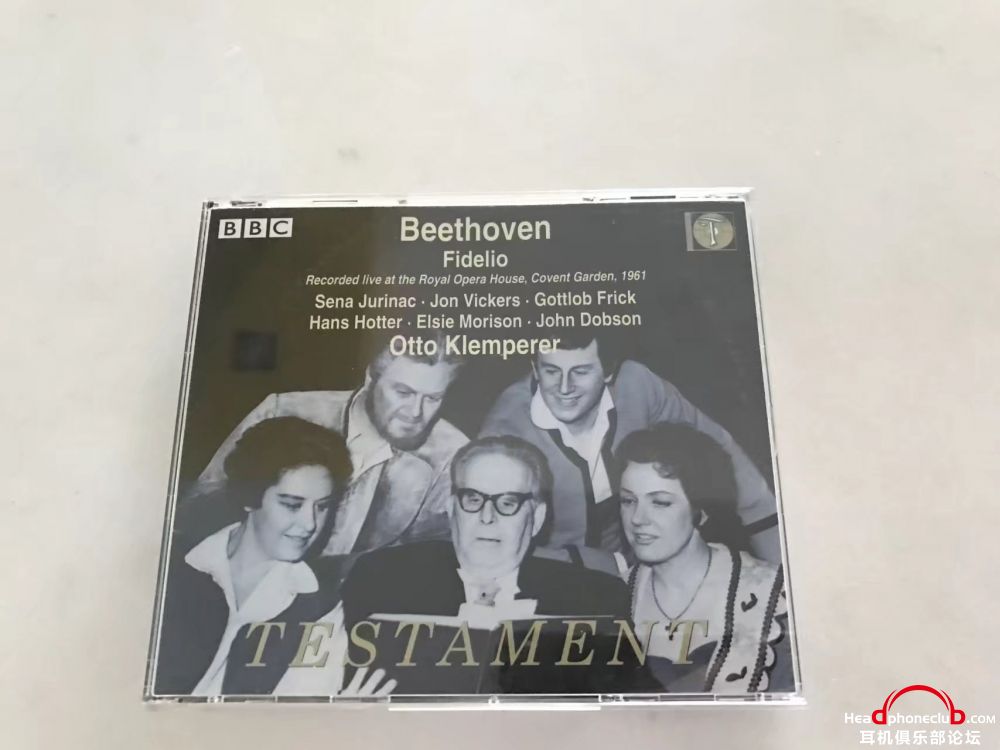 BBC
Beethoven
Fidelio
Recorded live at the Royal Opera House, Covent Garden, 1961
Sena Jurinac · Jon Vickers · Gottlob Frick
Hans Hotter · Elsie Morison · John Dobson
Otto Klemperer
T
TESTAMENT
Headphoneclub.com
耳机俱乐部论坛